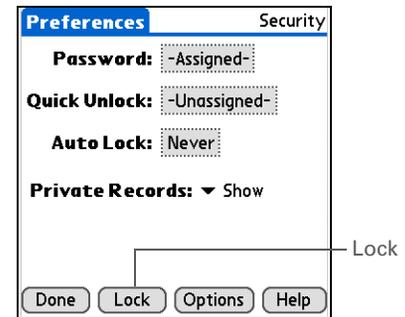 Preferences Security
Password: -Assigned-
Quick Unlock: -Unassigned-
Auto Lock: Never
Private Records: Show
Lock
Done Lock Options Help